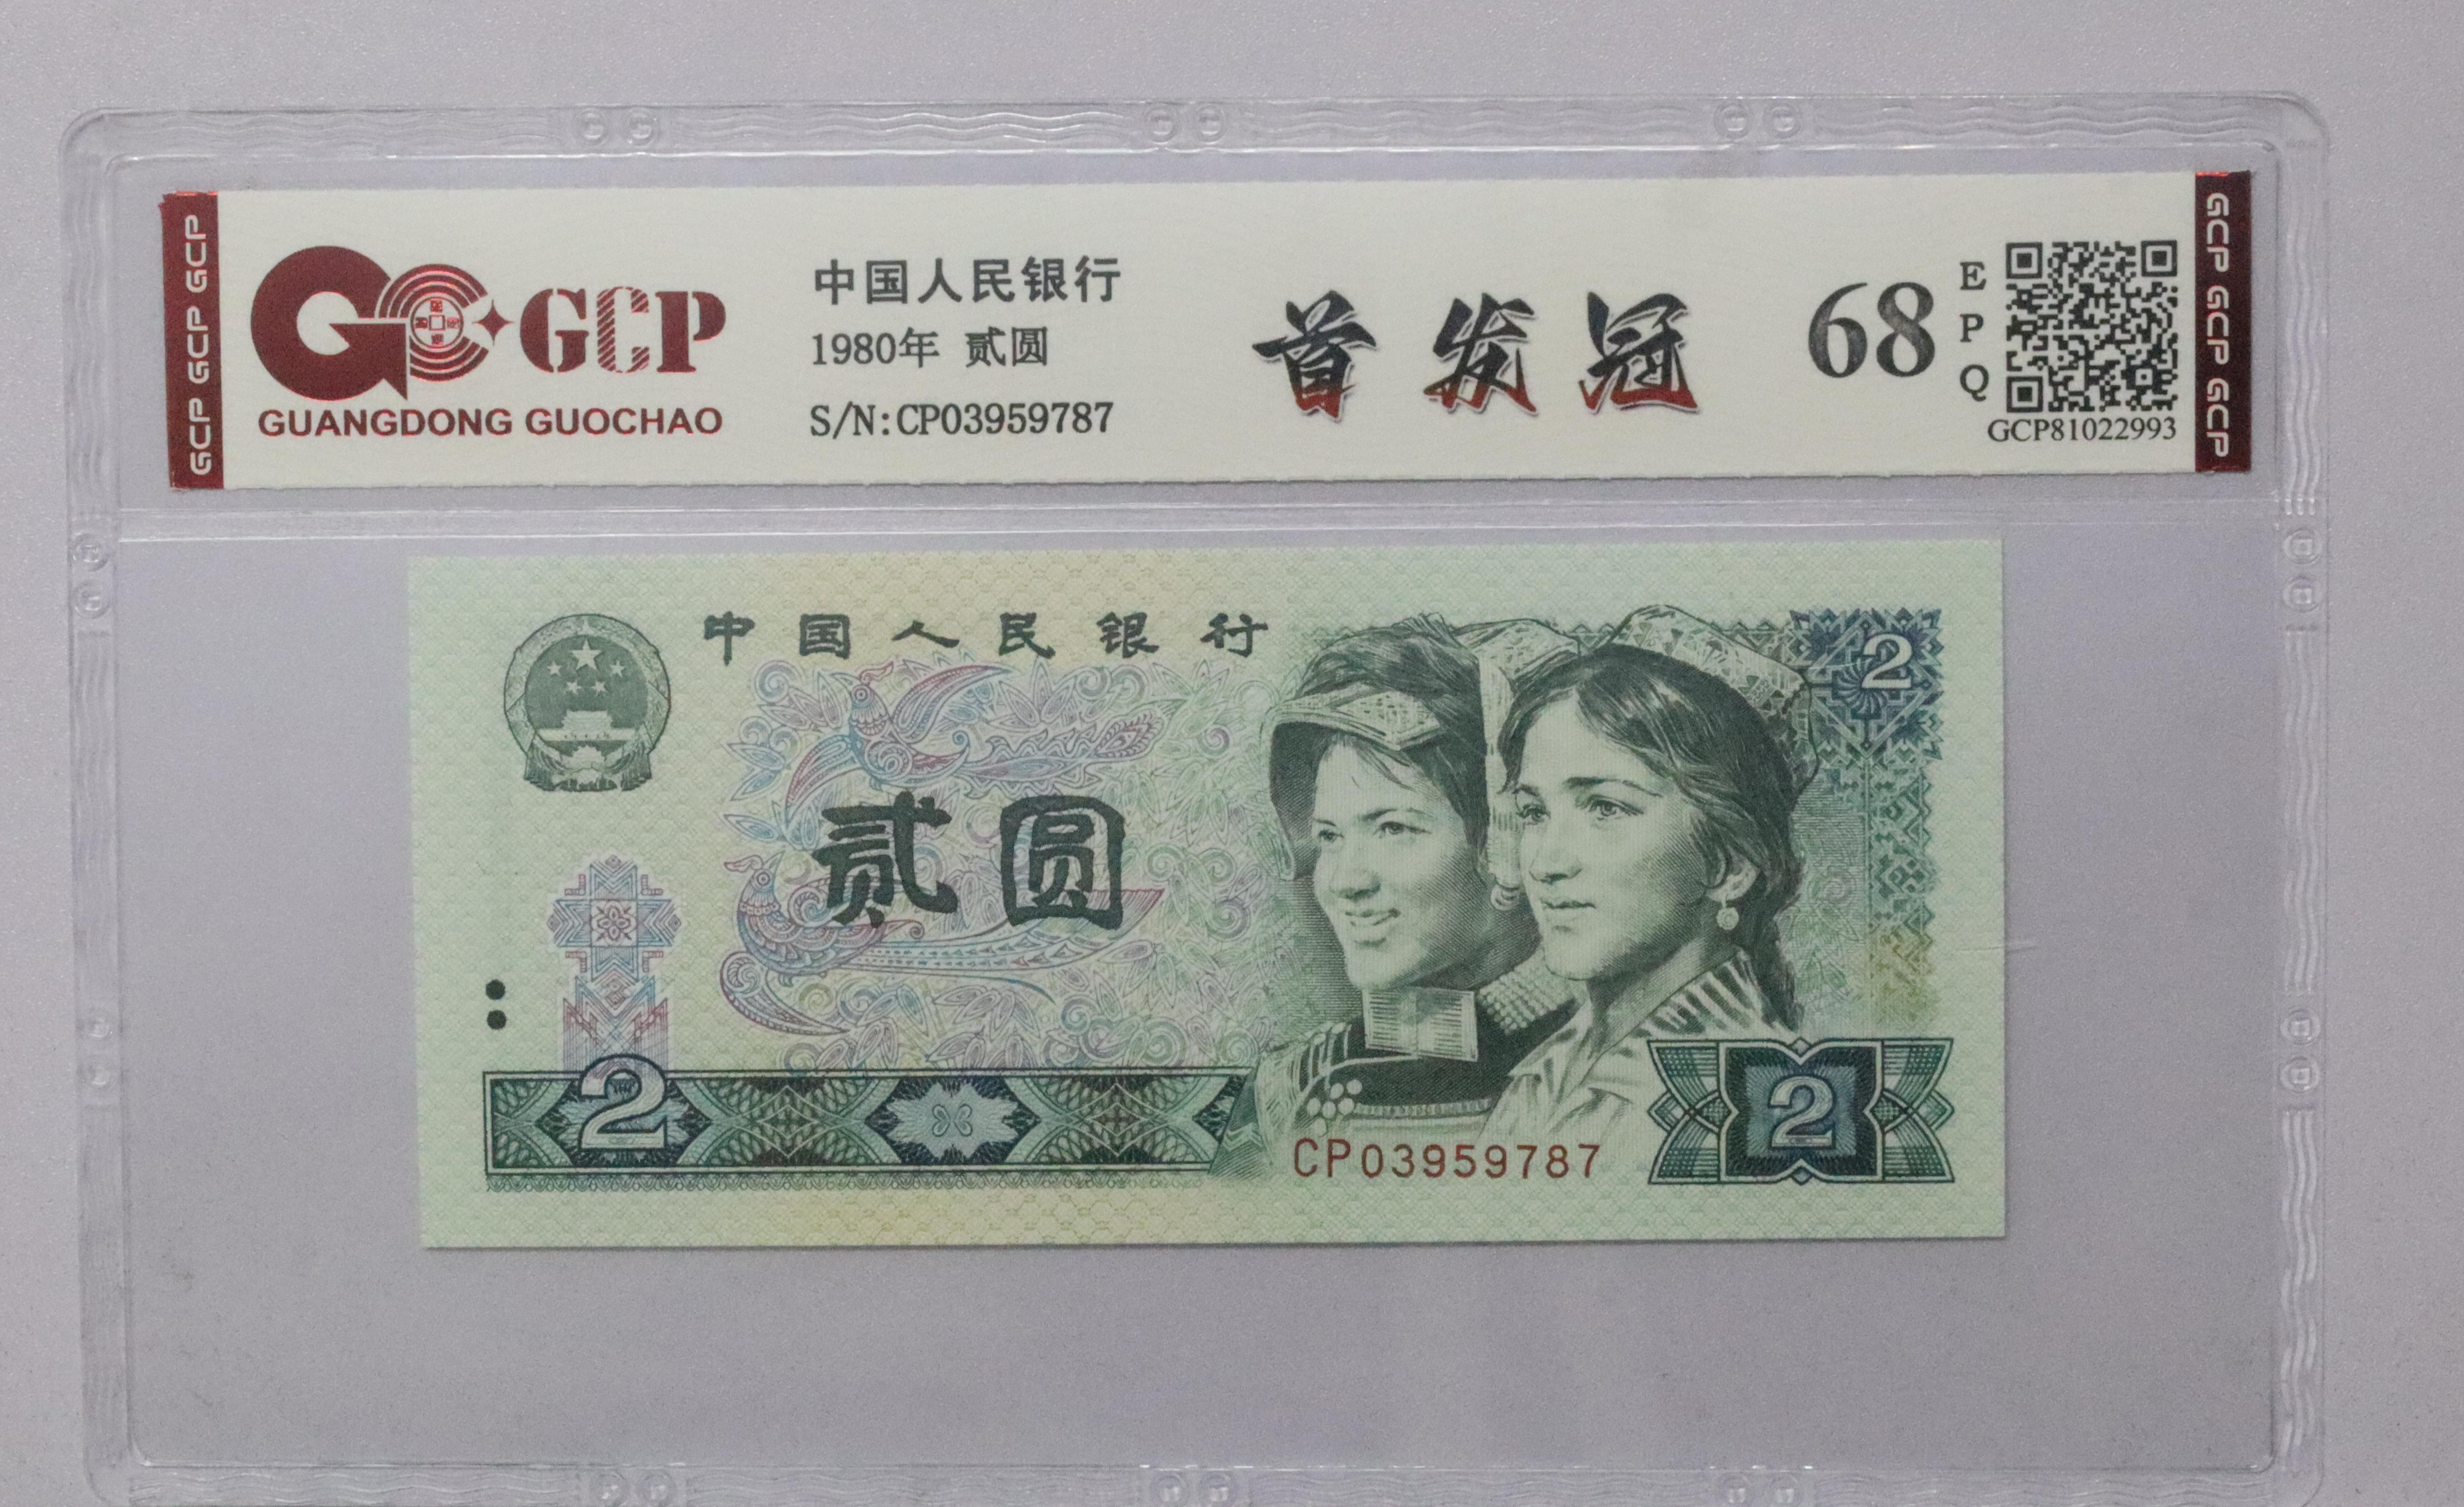 GCP GCP GCP
GCP
GUANGDONG GUOCHAO
中国人民银行
1980年 贰圆
S/N:CP03959787
首发冠
68
E
P
Q
GCP81022993
GCP GCP GCP
中国人民银行
2
贰圆
2
CP03959787
2